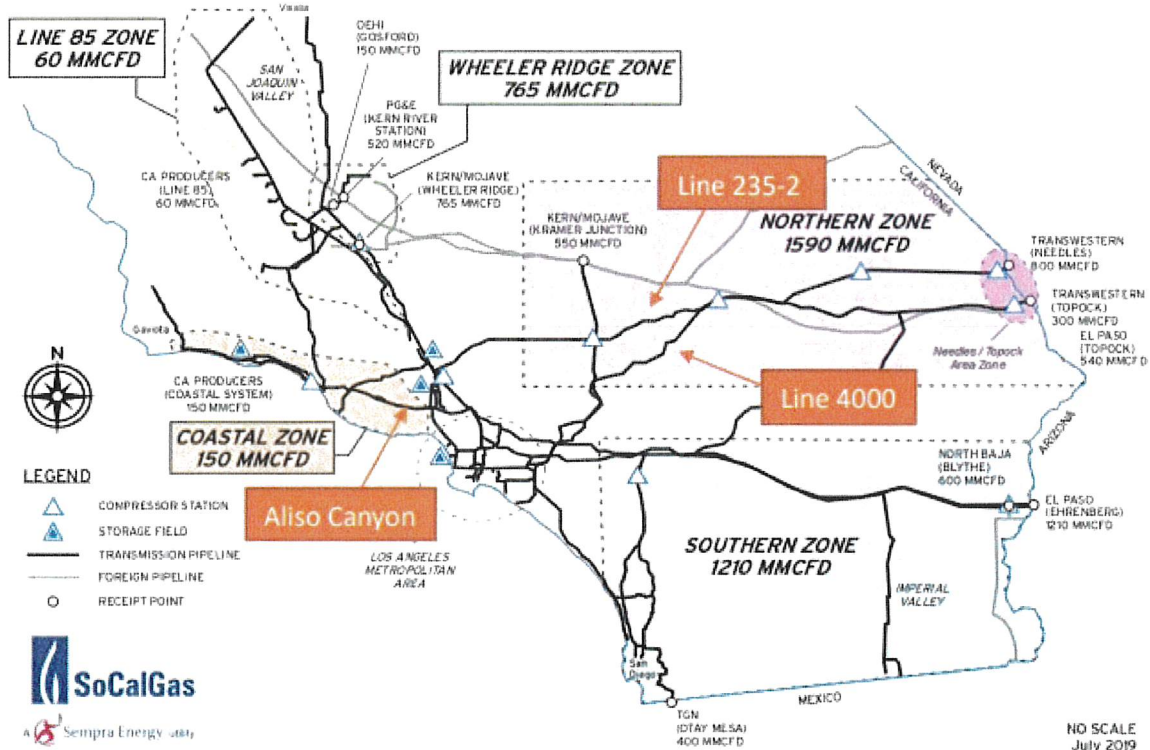 Visalia
LINE 85 ZONE
60 MMCFD
OEHI
(GOSFORD)
150 MMCFD
SAN
JOAQUIN
VALLEY
WHEELER RIDGE ZONE
765 MMCFD
PG&E
(KERN RIVER
STATION)
520 MMCFD
CA PRODUCERS
(LINE 85)
60 MMCFD
KERN/MOJAVE
(WHEELER RIDGE)
765 MMCFD
Line 235-2
NEVADA
CALIFORNIA
KERN/MOJAVE
(KRAMER JUNCTION)
550 MMCFD
NORTHERN ZONE
1590 MMCFD
TRANSWESTERN
(NEEDLES)
800 MMCFD
TRANSWESTERN
(TOPOCK)
300 MMCFD
EL PASO
(TOPOCK)
540 MMCFD
Needles / Topock
Area Zone
Gaviota
N
CA PRODUCERS
(COASTAL SYSTEM)
150 MMCFD
Line 4000
COASTAL ZONE
150 MMCFD
ARIZONA
NORTH BAJA
(BLYTHE)
600 MMCFD
EL PASO
(EHRENBERG)
1210 MMCFD
Aliso Canyon
LEGEND
COMPRESSOR STATION
STORAGE FIELD
TRANSMISSION PIPELINE
FOREIGN PIPELINE
RECEIPT POINT
LOS ANGELES
METROPOLITAN
AREA
SOUTHERN ZONE
1210 MMCFD
IMPERIAL
VALLEY
San
Diego
MEXICO
TGN
(OTAY MESA)
400 MMCFD
SoCalGas
A Sempra Energy utility
NO SCALE
July 2019